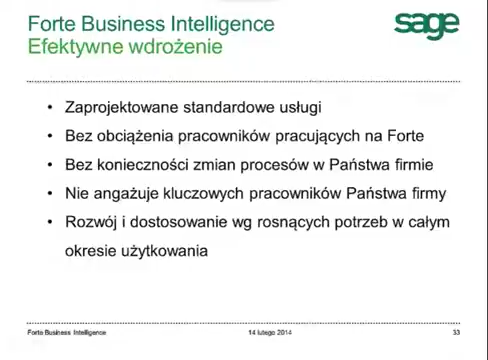 Forte Business Intelligence
Efektywne wdrożenie
sage
• Zaprojektowane standardowe usługi
• Bez obciążenia pracowników pracujących na Forte
• Bez konieczności zmian procesów w Państwa firmie
• Nie angażuje kluczowych pracowników Państwa firmy
• Rozwój i dostosowanie wg rosnących potrzeb w całym
okresie użytkowania
Forte Business Intelligence 14 lutego 2014 33